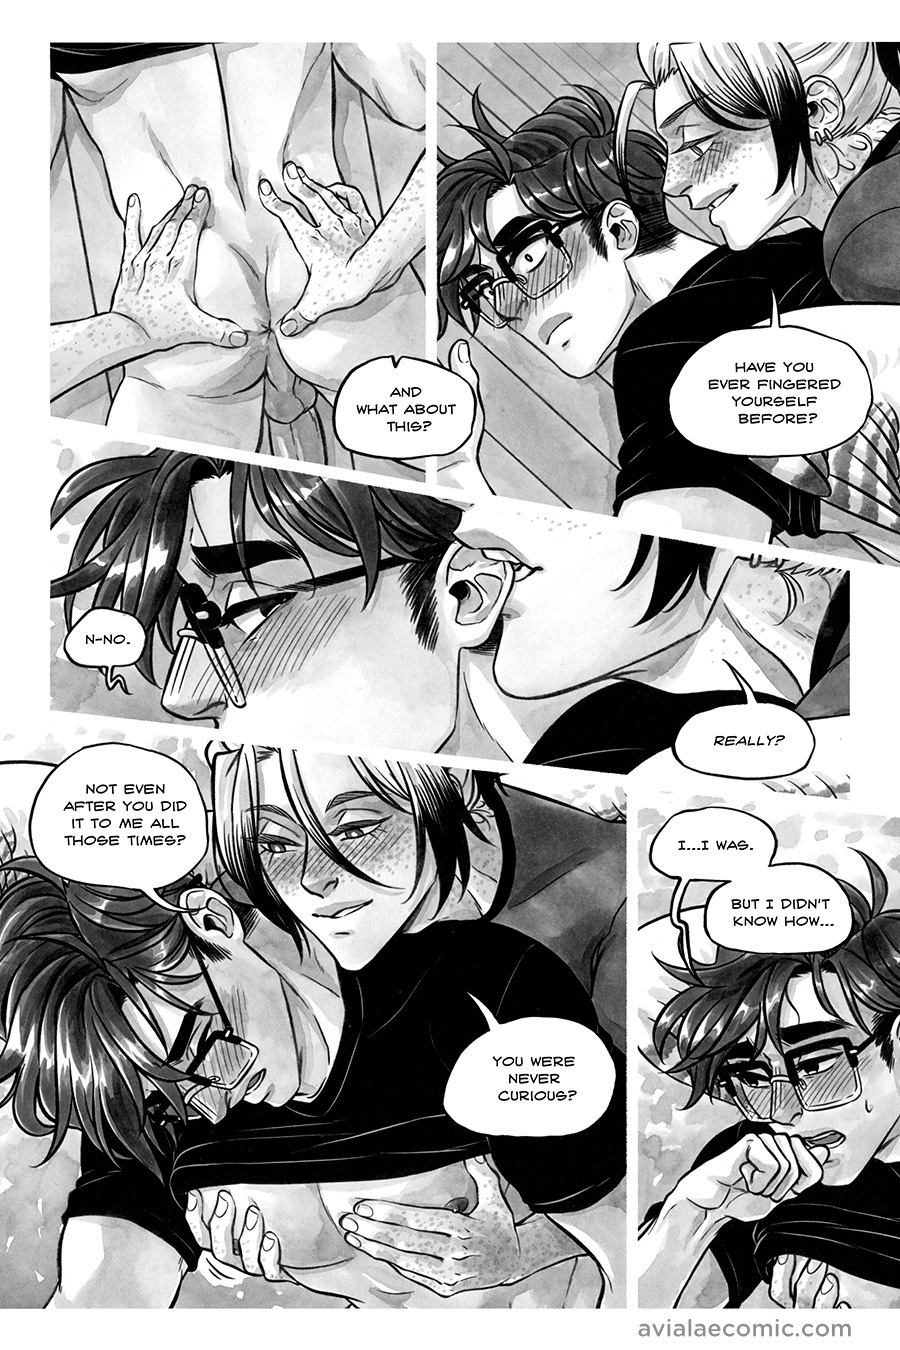 AND
WHAT ABOUT
THIS?
HAVE YOU
EVER FINGERED
YOURSELF
BEFORE?
N-NO.
REALLY?
NOT EVEN
AFTER YOU DID
IT TO ME ALL
THOSE TIMES?
YOU WERE
NEVER
CURIOUS?
I...I WAS.
BUT I DIDN'T
KNOW HOW...
avialaecomic.com